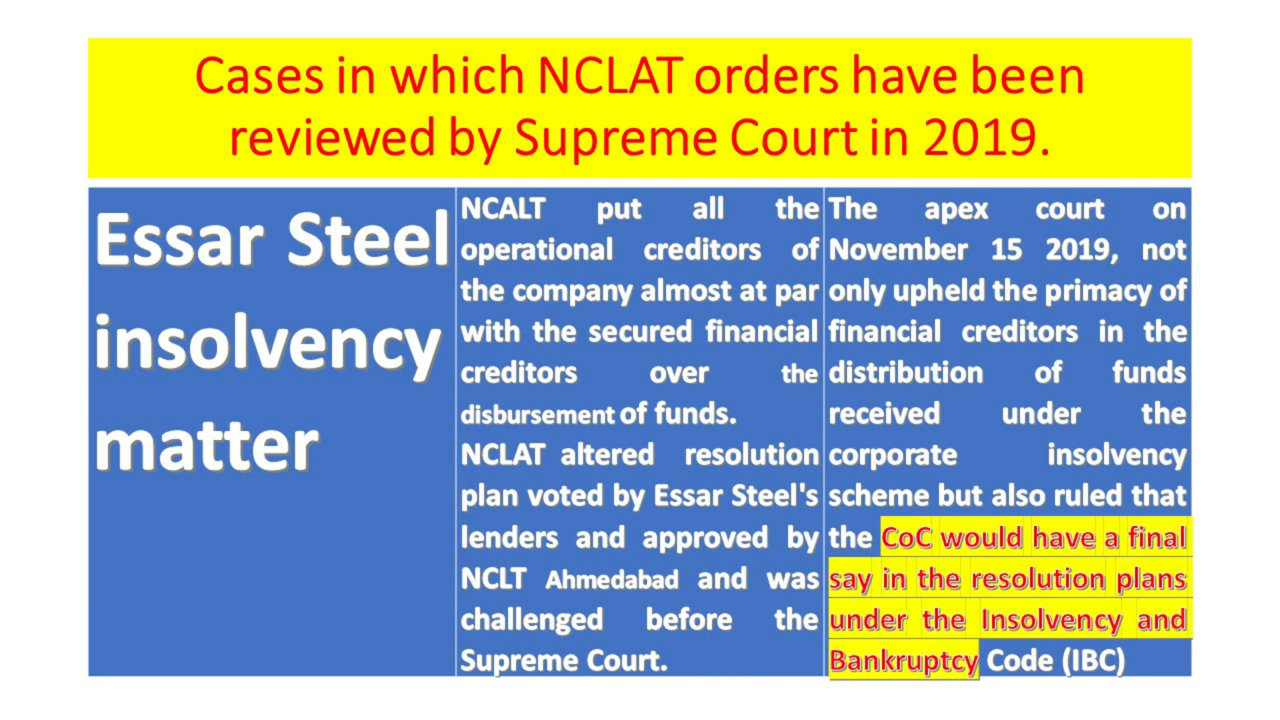 Cases in which NCLAT orders have been
reviewed by Supreme Court in 2019.
Essar Steel
insolvency
matter
NCALT put all the
operational creditors of
the company almost at par
with the secured financial
creditors over the
disbursement of funds.
NCLAT altered resolution
plan voted by Essar Steel's
lenders and approved by
NCLT Ahmedabad and was
challenged before the
Supreme Court.
The apex court on
November 15 2019, not
only upheld the primacy of
financial creditors in the
distribution of funds
received under the
corporate insolvency
scheme but also ruled that
the CoC would have a final
say in the resolution plans
under the Insolvency and
Bankruptcy Code (IBC)